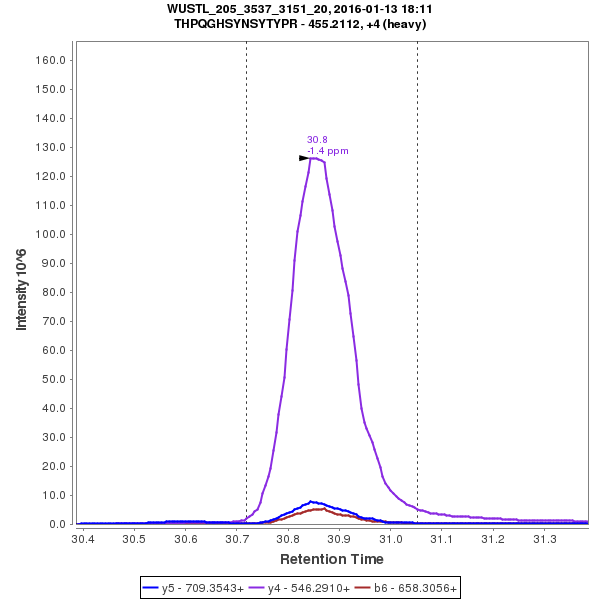 WUSTL_205_3537_3151_20, 2016-01-13 18:11
THPQGHSYNSYTYPR - 455.2112, +4 (heavy)
160.0
150.0
140.0
130.0
120.0
110.0
100.0
90.0
80.0
70.0
60.0
50.0
40.0
30.0
20.0
10.0
0.0
Intensity 10^6
30.8
-1.4 ppm
30.4 30.5 30.6 30.7 30.8 30.9 31.0 31.1 31.2 31.3
Retention Time
y5 - 709.3543+ y4 - 546.2910+ b6 - 658.3056+